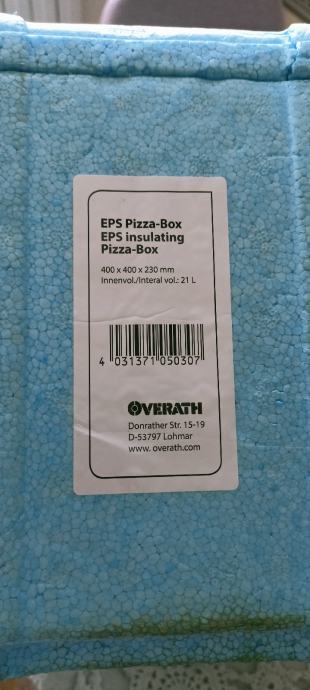 EPS Pizza-Box
EPS insulating
Pizza-Box
400 x 400 x 230 mm
Innenvol./Interal vol.: 21 L
4 031371 050307
OVERATH
Donrather Str. 15-19
D-53797 Lohmar
www. overath.com